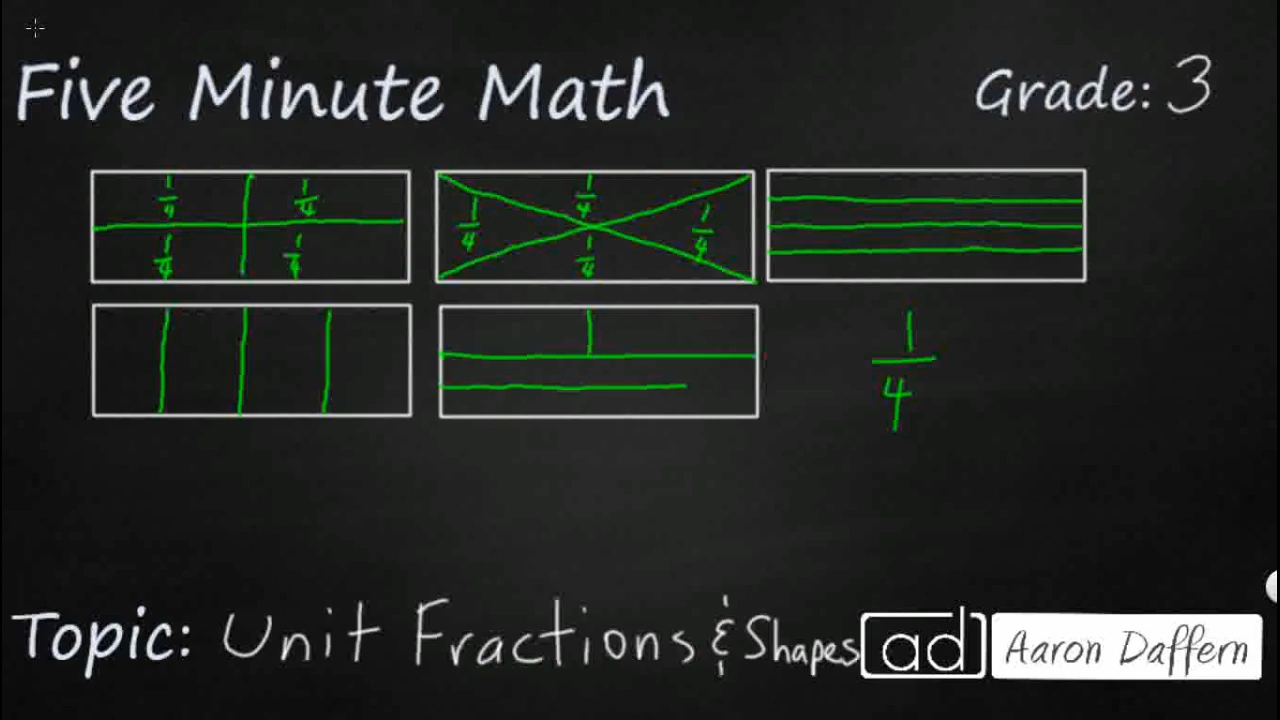 Five Minute Math
Grade: 3
1/4 1/4
1/4 1/4
1/4
1/4 1/4
1/4
1/4
Topic: Unit Fractions & Shapes
ad Aaron Daffern